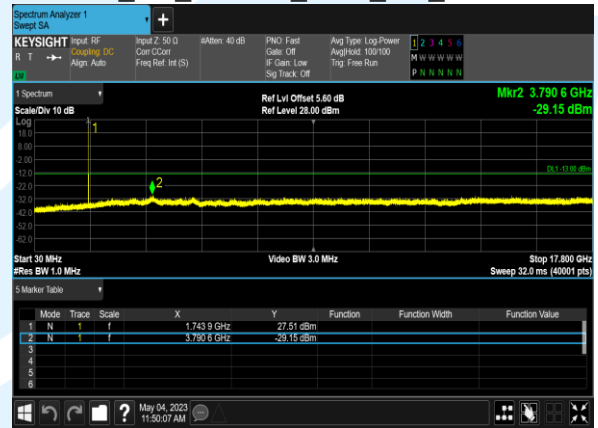 Spectrum Analyzer 1
Swept SA
+
KEYSIGHT Input: RF Input Z: 50 Ω #Atten: 40 dB PNO: Fast Avg Type: Log-Power 1 2 3 4 5 6
R T Coupling: DC Corr CCorr Gate: Off Avg|Hold: 100/100 M W W W W W
Align: Auto Freq Ref: Int (S) IF Gain: Low Trig: Free Run
LW Sig Track: Off P N N N N N
1 Spectrum Ref Lvl Offset 5.60 dB Mkr2 3.790 6 GHz
Scale/Div 10 dB Ref Level 28.00 dBm -29.15 dBm
Log
1
18.0
8.00
-2.00
-12.0 DL1 -13.00 dBm
-22.0 2
-32.0
-42.0
-52.0
-62.0
Start 30 MHz Video BW 3.0 MHz Stop 17.800 GHz
#Res BW 1.0 MHz Sweep 32.0 ms (40001 pts)
5 Marker Table
Mode Trace Scale X Y Function Function Width Function Value
1 N 1 f 1.743 9 GHz 27.51 dBm
2 N 1 f 3.790 6 GHz -29.15 dBm
3
4
5
6
? May 04, 2023
11:50:07 AM